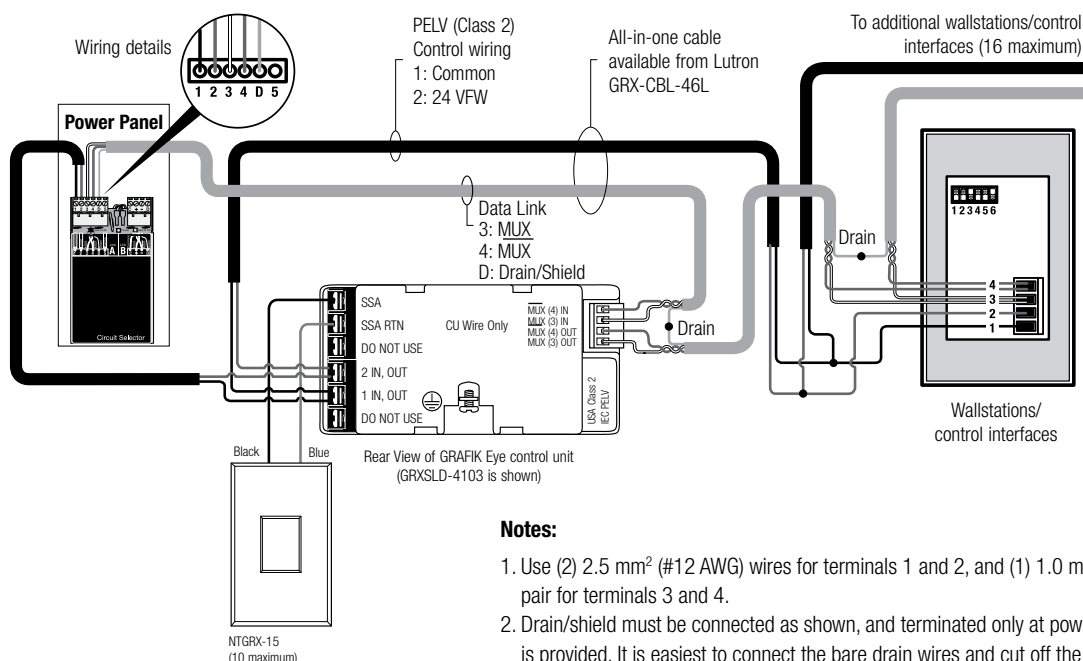 Wiring details
1 2 3 4 D 5
Power Panel
A B
Circuit Selector
PELV (Class 2)
Control wiring
1: Common
2: 24 VFW
All-in-one cable
available from Lutron
GRX-CBL-46L
To additional wallstations/control
interfaces (16 maximum)
Data Link
3: MUX
4: MUX
D: Drain/Shield
SSA
SSA RTN
DO NOT USE
2 IN, OUT
1 IN, OUT
DO NOT USE
CU Wire Only
MUX (4) IN
MUX (3) IN
MUX (4) OUT
MUX (3) OUT
USA Class 2
IEC PELV
Drain
Rear View of GRAFIK Eye control unit
(GRXSLD-4103 is shown)
Black
Blue
NTGRX-15
(10 maximum)
Drain
1 2 3 4 5 6
4
3
2
1
Wallstations/
control interfaces
Notes:
1. Use (2) 2.5 mm² (#12 AWG) wires for terminals 1 and 2, and (1) 1.0 m
pair for terminals 3 and 4.
2. Drain/shield must be connected as shown, and terminated only at pow
is provided. It is easiest to connect the bare drain wires and cut off the